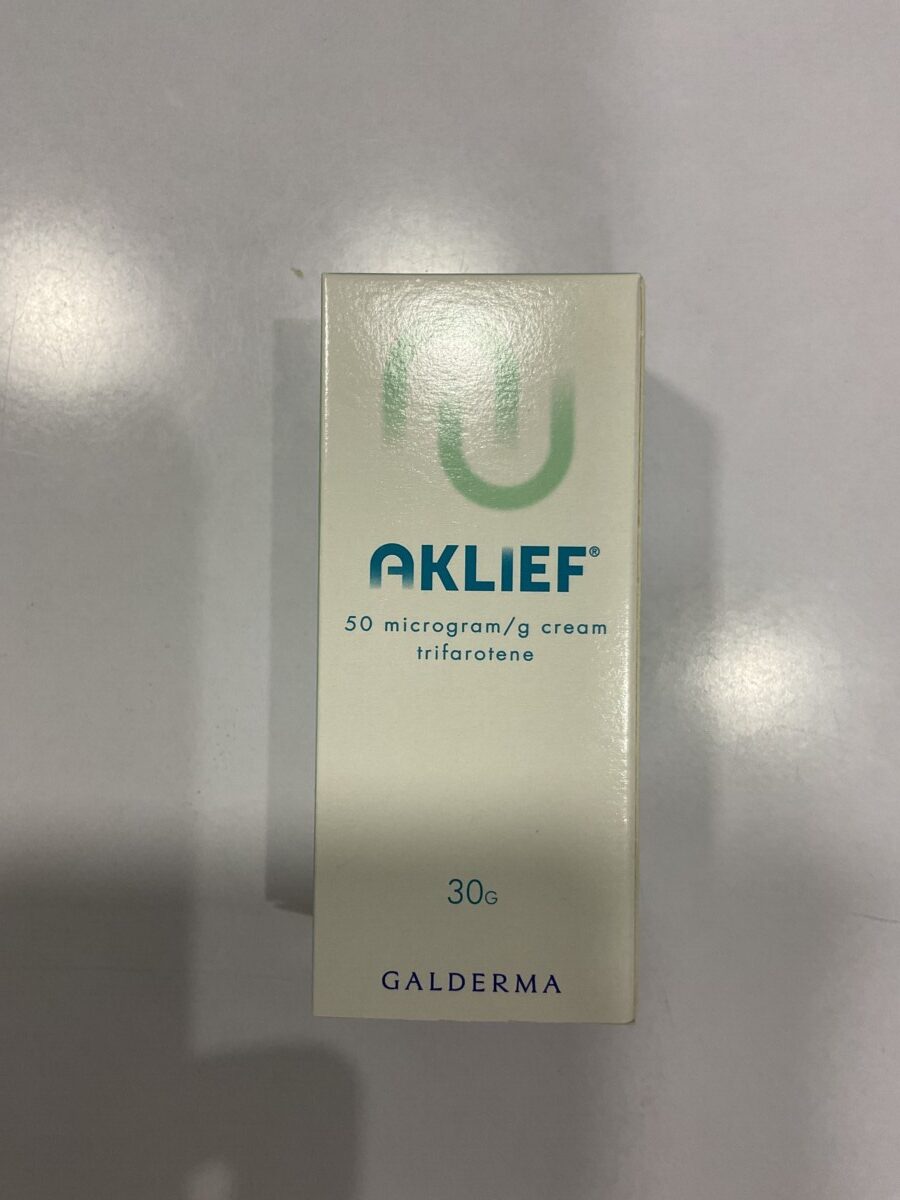 AKLIEF®
50 microgram/g cream
trifarotene
30G
GALDERMA